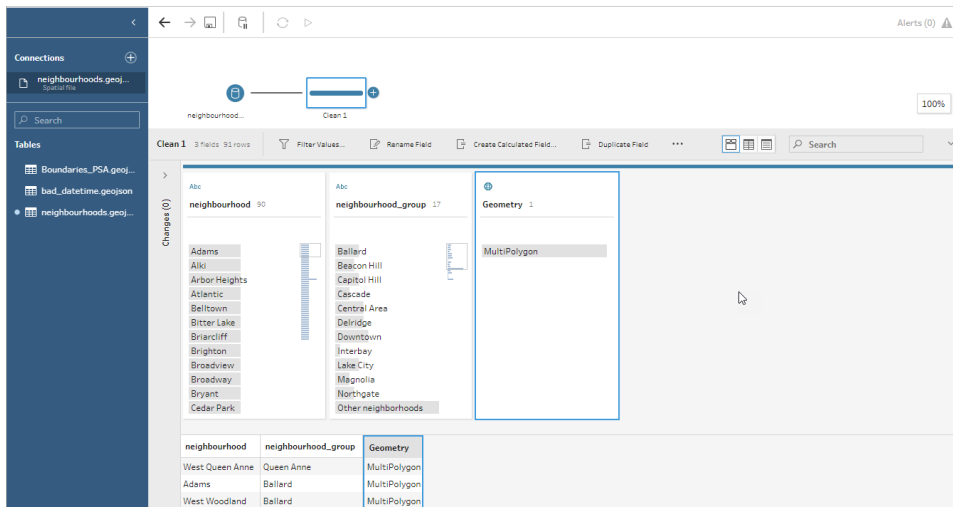 Alerts (0)
Connections
neighbourhoods.geoj...
Spatial file
Search
Tables
Boundaries_PSA.geoj...
bad_datetime.geojson
neighbourhoods.geoj...
neighbourhood...
Clean 1
100%
Clean 1 3 fields 91 rows Filter Values... Rename Field Create Calculated Field... Duplicate Field ... Search
Changes (0)
Abc
neighbourhood 90
Adams
Alki
Arbor Heights
Atlantic
Belltown
Bitter Lake
Briarcliff
Brighton
Broadview
Broadway
Bryant
Cedar Park
Abc
neighbourhood_group 17
Ballard
Beacon Hill
Capitol Hill
Cascade
Central Area
Delridge
Downtown
Interbay
Lake City
Magnolia
Northgate
Other neighborhoods
Geometry 1
MultiPolygon
neighbourhood neighbourhood_group Geometry
West Queen Anne Queen Anne MultiPolygon
Adams Ballard MultiPolygon
West Woodland Ballard MultiPolygon